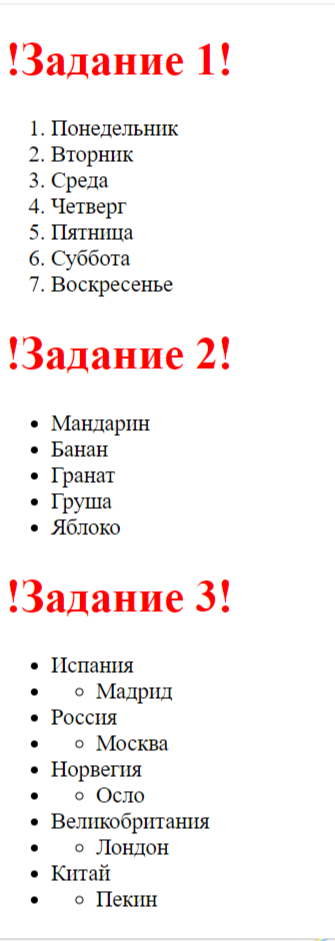 !Задание 1!
1. Понедельник
2. Вторник
3. Среда
4. Четверг
5. Пятница
6. Суббота
7. Воскресенье
!Задание 2!
• Мандарин
• Банан
• Гранат
• Груша
• Яблоко
!Задание 3!
• Испания
• ◦ Мадрид
• Россия
• ◦ Москва
• Норвегия
• ◦ Осло
• Великобритания
• ◦ Лондон
• Китай
• ◦ Пекин